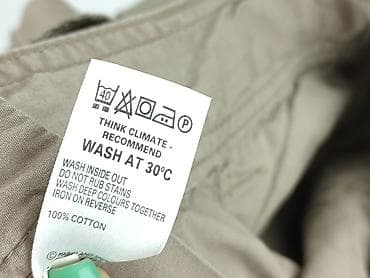 40 P
THINK CLIMATE -
RECOMMEND
WASH AT 30°C
WASH INSIDE OUT
DO NOT RUB STAINS
WASH DEEP COLOURS TOGETHER
IRON ON REVERSE
100% COTTON
©